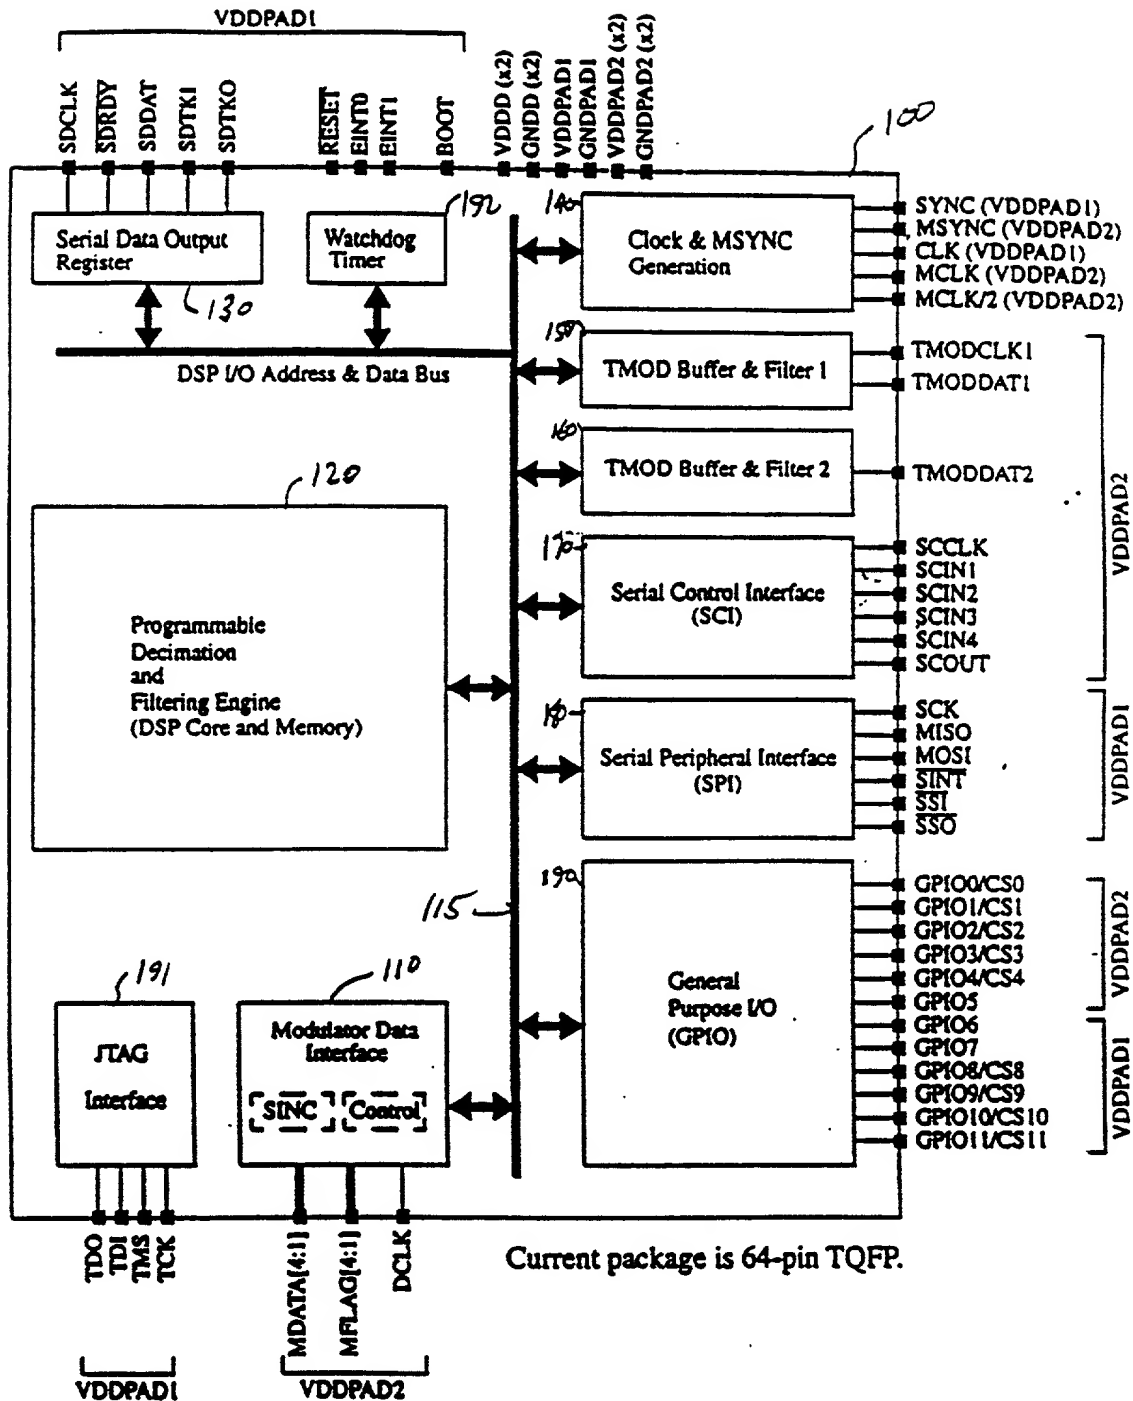 VDDPAD1
SDCLK
SDRDY
SDDAT
SDTKI
SDTKO
RESET
EINT0
EINT1
BOOT
VDDD (x2)
GNDD (x2)
VDDPAD1
GNDPAD1
VDDPAD2 (x2)
GNDPAD2 (x2)
100
Serial Data Output
Register
130
Watchdog
Timer
192
DSP I/O Address & Data Bus
140
Clock & MSYNC
Generation
SYNC (VDDPAD1)
MSYNC (VDDPAD2)
CLK (VDDPAD1)
MCLK (VDDPAD2)
MCLK/2 (VDDPAD2)
150
TMOD Buffer & Filter 1
TMODCLK1
TMODDAT1
160
TMOD Buffer & Filter 2
TMODDAT2
170
Serial Control Interface
(SCI)
SCCLK
SCIN1
SCIN2
SCIN3
SCIN4
SCOUT
VDDPAD2
120
Programmable
Decimation
and
Filtering Engine
(DSP Core and Memory)
180
Serial Peripheral Interface
(SPI)
SCK
MISO
MOSI
SINT
SSI
SSO
VDDPAD1
115
190
General
Purpose I/O
(GPIO)
GPIO0/CS0
GPIO1/CS1
GPIO2/CS2
GPIO3/CS3
GPIO4/CS4
GPIO5
GPIO6
GPIO7
GPIO8/CS8
GPIO9/CS9
GPIO10/CS10
GPIO11/CS11
VDDPAD2
VDDPAD1
191
JTAG
Interface
110
Modulator Data
Interface
SINC
Control
TDO
TDI
TMS
TCK
VDDPAD1
MDATA[4:1]
MFLAG[4:1]
DCLK
VDDPAD2
Current package is 64-pin TQFP.